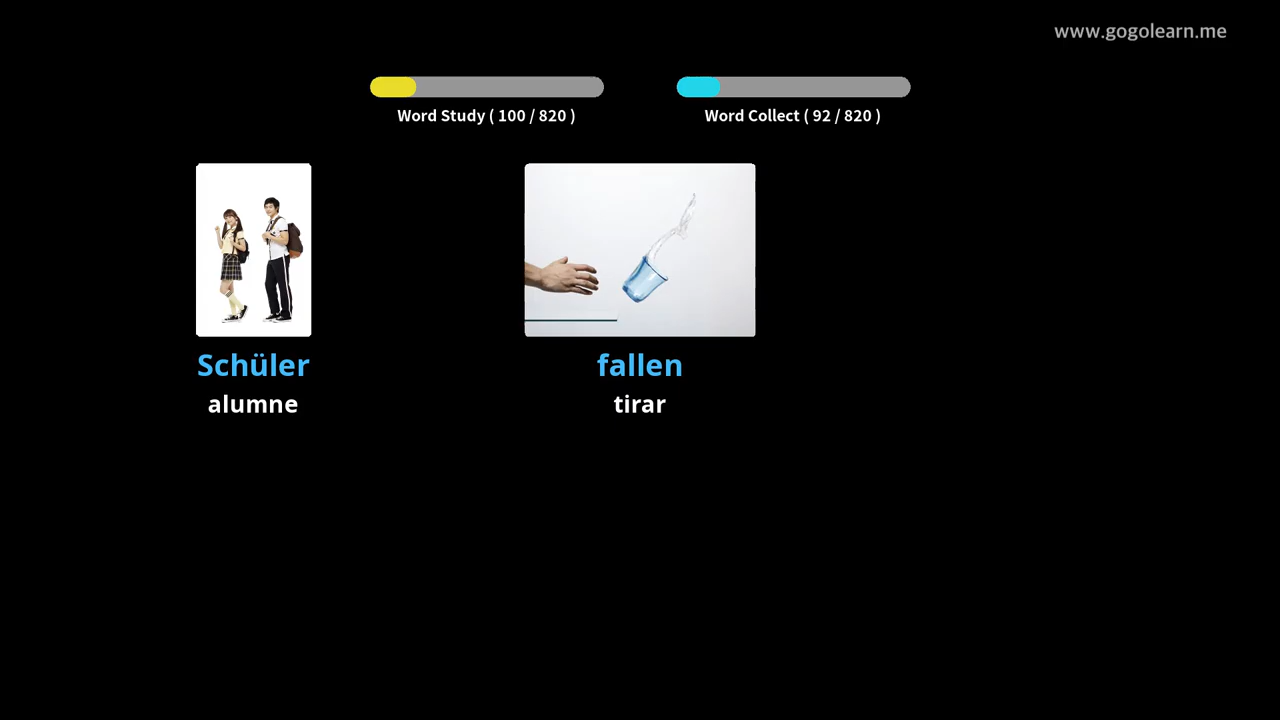 www.gogolearn.me
Word Study ( 100 / 820 )
Word Collect ( 92 / 820 )
Schüler
alumne
fallen
tirar